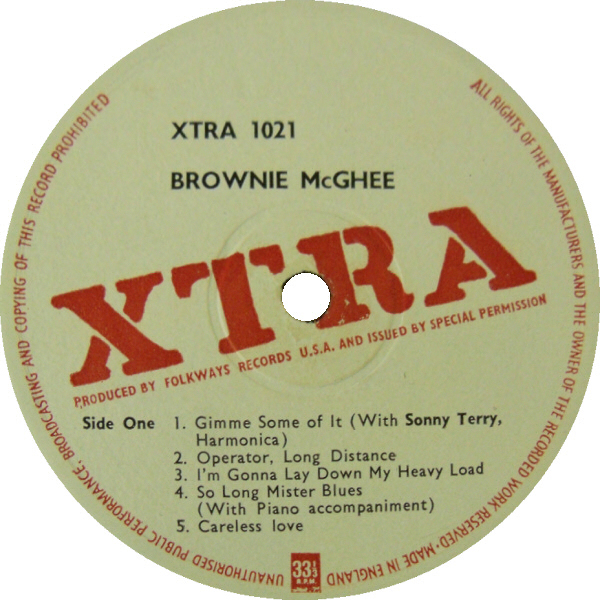 XTRA 1021
BROWNIE McGHEE
XTRA
PRODUCED BY FOLKWAYS RECORDS U.S.A. AND ISSUED BY SPECIAL PERMISSION
Side One
1. Gimme Some of It (With Sonny Terry,
Harmonica)
2. Operator, Long Distance
3. I'm Gonna Lay Down My Heavy Load
4. So Long Mister Blues
(With Piano accompaniment)
5. Careless love
33⅓
R.P.M.
ALL RIGHTS OF THE MANUFACTURERS AND THE OWNER OF THE RECORDED WORK RESERVED · MADE IN ENGLAND
UNAUTHORISED PUBLIC PERFORMANCE, BROADCASTING AND COPYING OF THIS RECORD PROHIBITED